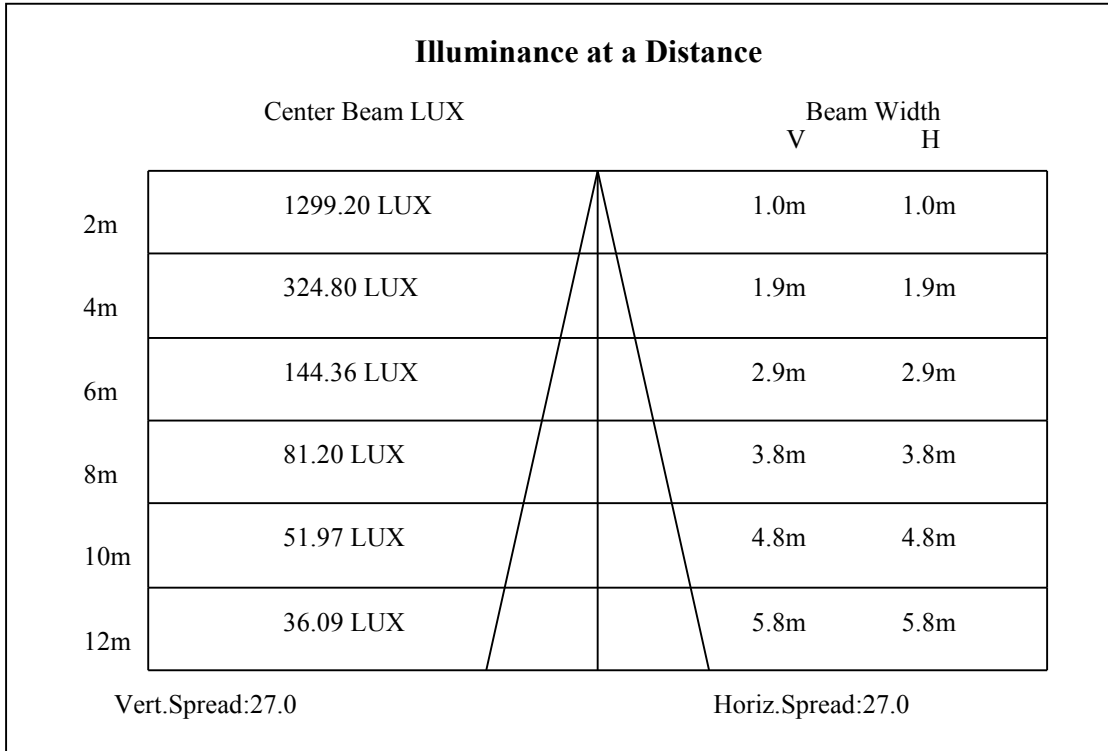 Illuminance at a Distance
Center Beam LUX Beam Width
V H
2m 1299.20 LUX 1.0m 1.0m
4m 324.80 LUX 1.9m 1.9m
6m 144.36 LUX 2.9m 2.9m
8m 81.20 LUX 3.8m 3.8m
10m 51.97 LUX 4.8m 4.8m
12m 36.09 LUX 5.8m 5.8m
Vert.Spread:27.0 Horiz.Spread:27.0